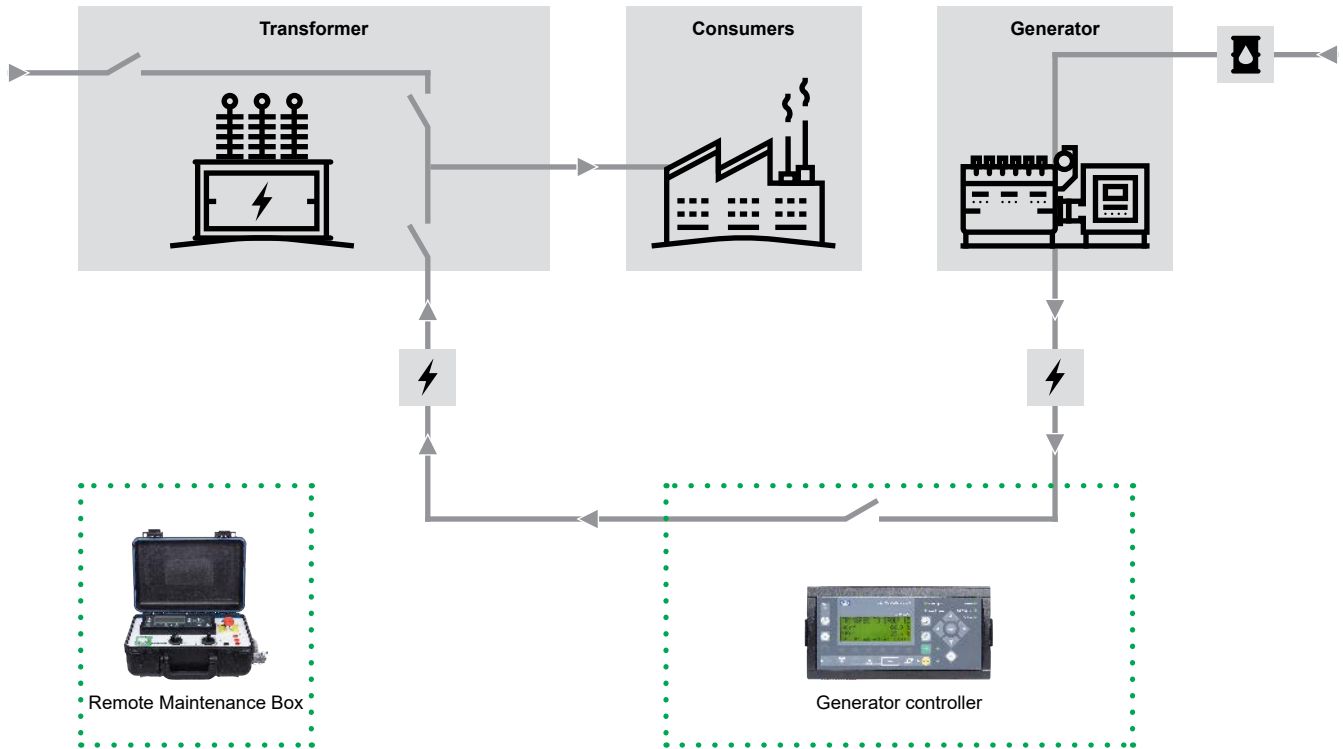 Transformer
Consumers
Generator
Remote Maintenance Box
Generator controller